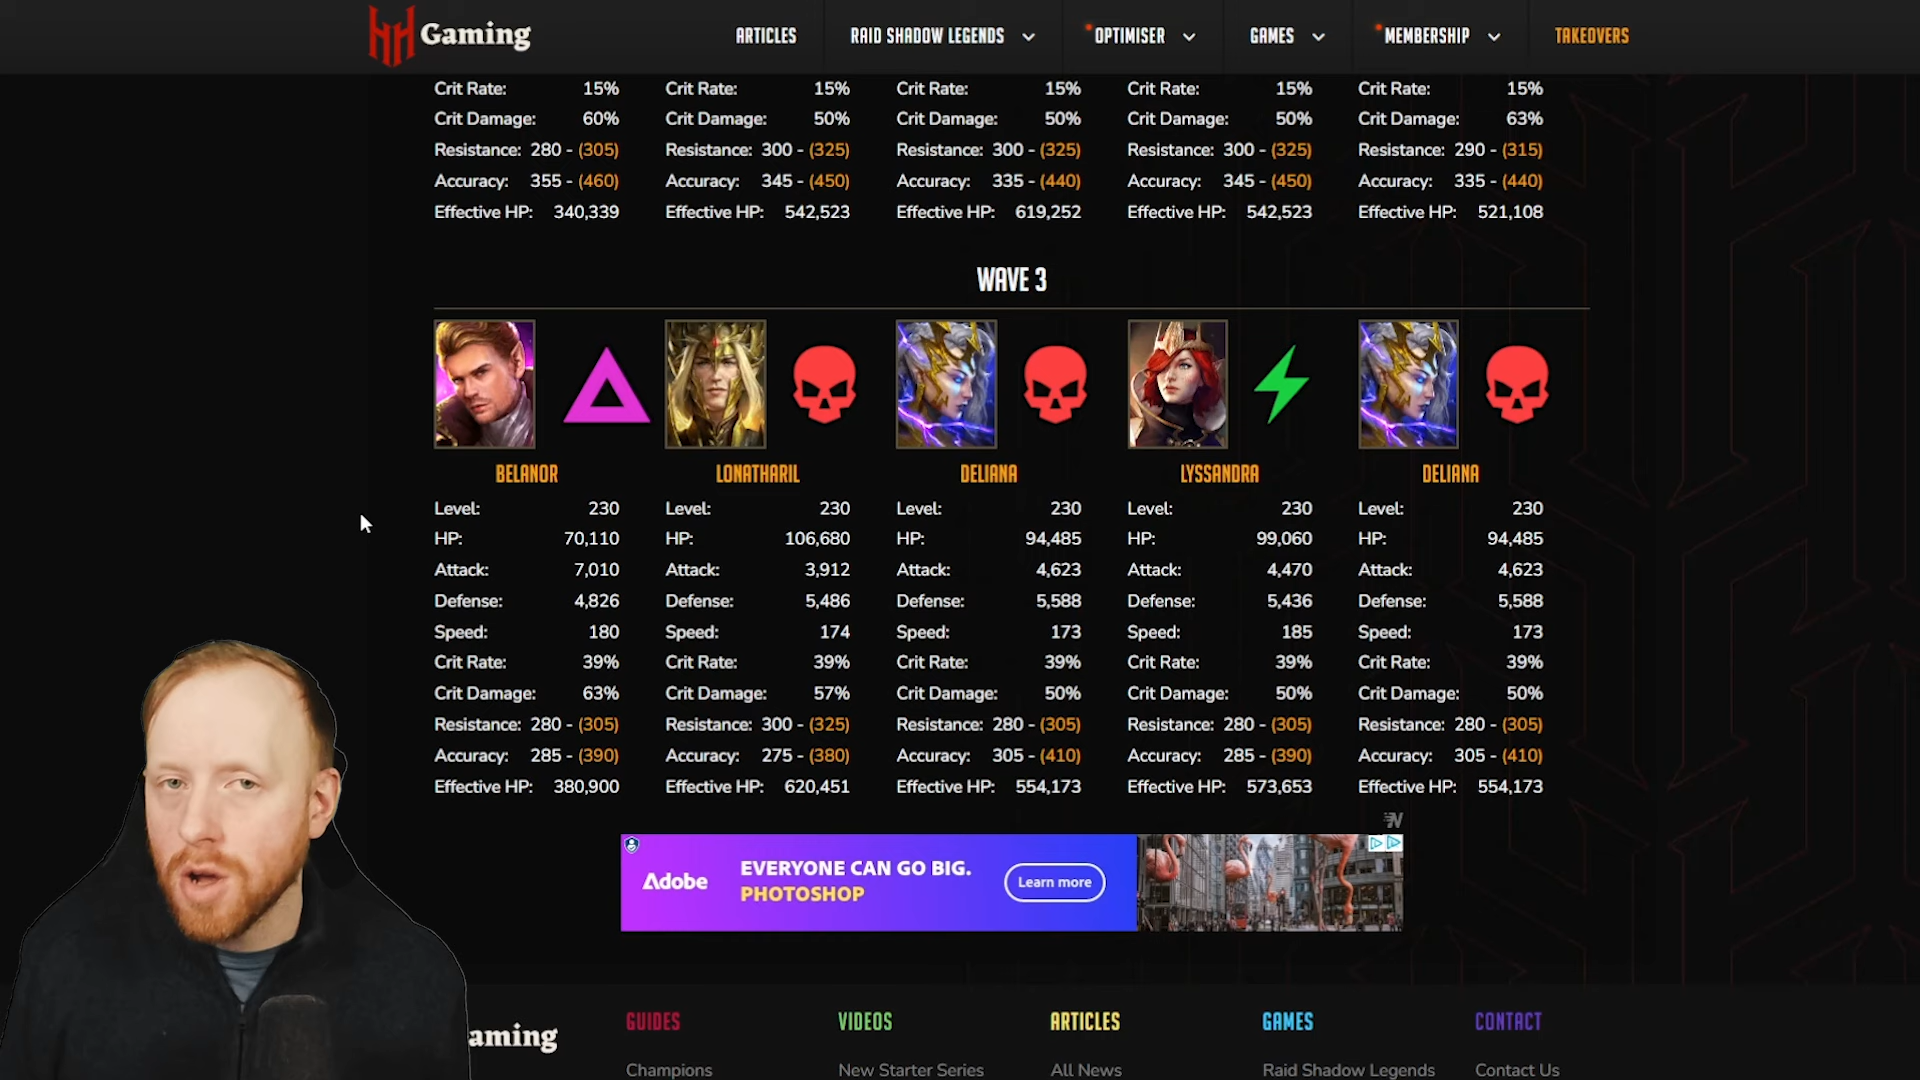 Gaming
ARTICLES
RAID SHADOW LEGENDS
OPTIMISER
GAMES
MEMBERSHIP
TAKEOVERS
Crit Rate: 15% Crit Rate: 15% Crit Rate: 15% Crit Rate: 15% Crit Rate: 15%
Crit Damage: 60% Crit Damage: 50% Crit Damage: 50% Crit Damage: 50% Crit Damage: 63%
Resistance: 280 - (305) Resistance: 300 - (325) Resistance: 300 - (325) Resistance: 300 - (325) Resistance: 290 - (315)
Accuracy: 355 - (460) Accuracy: 345 - (450) Accuracy: 335 - (440) Accuracy: 345 - (450) Accuracy: 335 - (440)
Effective HP: 340,339 Effective HP: 542,523 Effective HP: 619,252 Effective HP: 542,523 Effective HP: 521,108
WAVE 3
BELANOR LONATHARIL DELIANA LYSSANDRA DELIANA
Level: 230 Level: 230 Level: 230 Level: 230 Level: 230
HP: 70,110 HP: 106,680 HP: 94,485 HP: 99,060 HP: 94,485
Attack: 7,010 Attack: 3,912 Attack: 4,623 Attack: 4,470 Attack: 4,623
Defense: 4,826 Defense: 5,486 Defense: 5,588 Defense: 5,436 Defense: 5,588
Speed: 180 Speed: 174 Speed: 173 Speed: 185 Speed: 173
Crit Rate: 39% Crit Rate: 39% Crit Rate: 39% Crit Rate: 39% Crit Rate: 39%
Crit Damage: 63% Crit Damage: 57% Crit Damage: 50% Crit Damage: 50% Crit Damage: 50%
Resistance: 280 - (305) Resistance: 300 - (325) Resistance: 280 - (305) Resistance: 280 - (305) Resistance: 280 - (305)
Accuracy: 285 - (390) Accuracy: 275 - (380) Accuracy: 305 - (410) Accuracy: 285 - (390) Accuracy: 305 - (410)
Effective HP: 380,900 Effective HP: 620,451 Effective HP: 554,173 Effective HP: 573,653 Effective HP: 554,173
Adobe
EVERYONE CAN GO BIG.
PHOTOSHOP
Learn more
aming
GUIDES VIDEOS ARTICLES GAMES CONTACT
Champions New Starter Series All News Raid Shadow Legends Contact Us